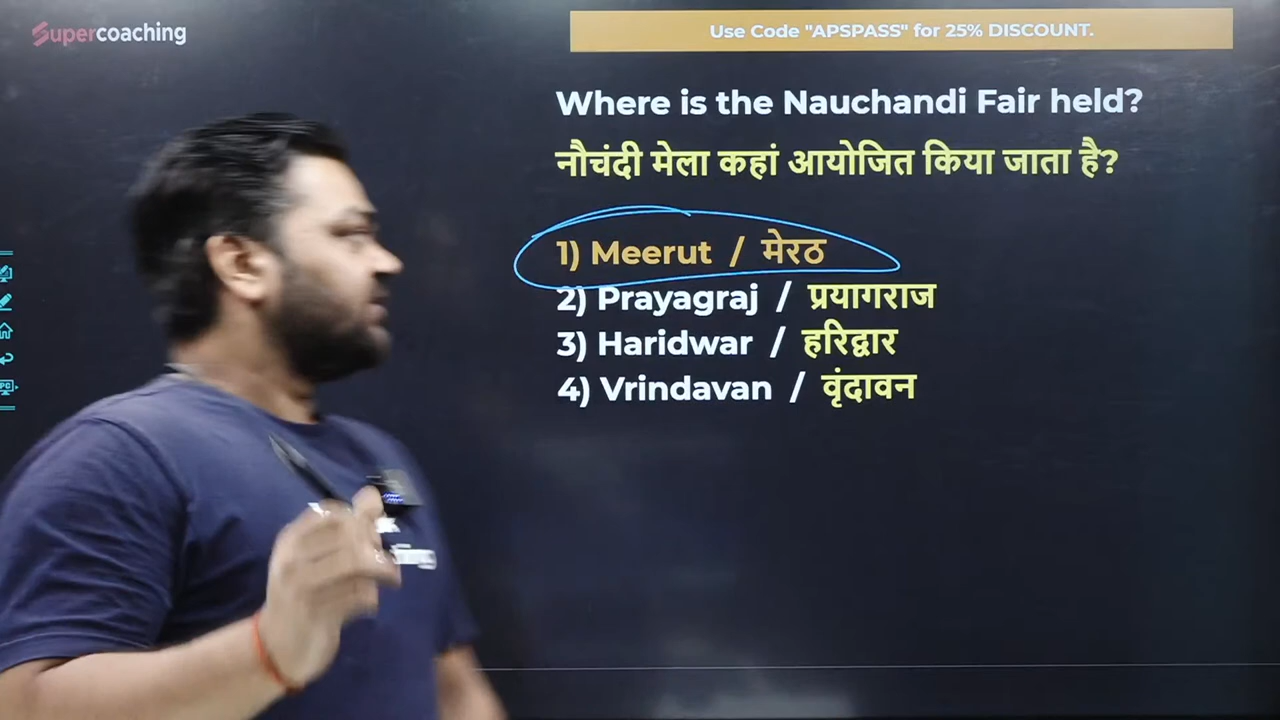 Supercoaching
Use Code "APSPASS" for 25% DISCOUNT.
Where is the Nauchandi Fair held?
नौचंदी मेला कहां आयोजित किया जाता है?
1) Meerut / मेरठ
2) Prayagraj / प्रयागराज
3) Haridwar / हरिद्वार
4) Vrindavan / वृंदावन